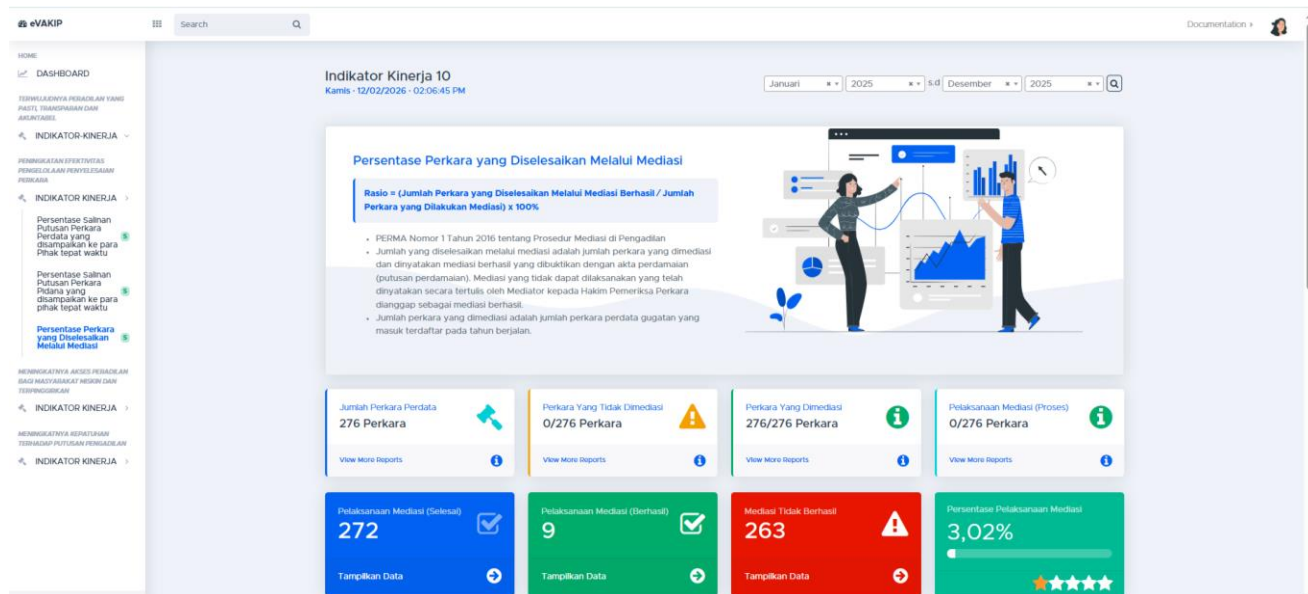 eVAKIP
Search
Documentation
HOME
DASHBOARD
TERWUJUDNYA PERADILAN YANG
PASTI, TRANSPARAN DAN
AKUNTABEL
INDIKATOR-KINERJA
PENINGKATAN EFEKTIVITAS
PENGELOLAAN PENYELESAIAN
PERKARA
INDIKATOR KINERJA
Persentase Salinan
Putusan Perkara
Perdata yang
disampaikan ke para
Pihak tepat waktu
S
Persentase Salinan
Putusan Perkara
Pidana yang
disampaikan ke para
pihak tepat waktu
S
Persentase Perkara
yang Diselesaikan
Melalui Mediasi
S
MENINGKATNYA AKSES PERADILAN
BAGI MASYARAKAT MISKIN DAN
TERPINGGIRKAN
INDIKATOR KINERJA
MENINGKATNYA KEPATUHAN
TERHADAP PUTUSAN PENGADILAN
INDIKATOR KINERJA
Indikator Kinerja 10
Kamis - 12/02/2026 - 02:06:45 PM
Januari × 2025 × s.d Desember × 2025 ×
Persentase Perkara yang Diselesaikan Melalui Mediasi
Rasio = (Jumlah Perkara yang Diselesaikan Melalui Mediasi Berhasil / Jumlah
Perkara yang Dilakukan Mediasi) x 100%
• PERMA Nomor 1 Tahun 2016 tentang Prosedur Mediasi di Pengadilan
• Jumlah yang diselesaikan melalui mediasi adalah jumlah perkara yang dimediasi
dan dinyatakan mediasi berhasil yang dibuktikan dengan akta perdamaian
(putusan perdamaian). Mediasi yang tidak dapat dilaksanakan yang telah
dinyatakan secara tertulis oleh Mediator kepada Hakim Pemeriksa Perkara
dianggap sebagai mediasi berhasil.
• Jumlah perkara yang dimediasi adalah jumlah perkara perdata gugatan yang
masuk terdaftar pada tahun berjalan.
Jumlah Perkara Perdata
276 Perkara
View More Reports
Perkara Yang Tidak Dimediasi
0/276 Perkara
View More Reports
Perkara Yang Dimediasi
276/276 Perkara
View More Reports
Pelaksanaan Mediasi (Proses)
0/276 Perkara
View More Reports
Pelaksanaan Mediasi (Selesai)
272
Tampilkan Data
Pelaksanaan Mediasi (Berhasil)
9
Tampilkan Data
Mediasi Tidak Berhasil
263
Tampilkan Data
Persentase Pelaksanaan Mediasi
3,02%